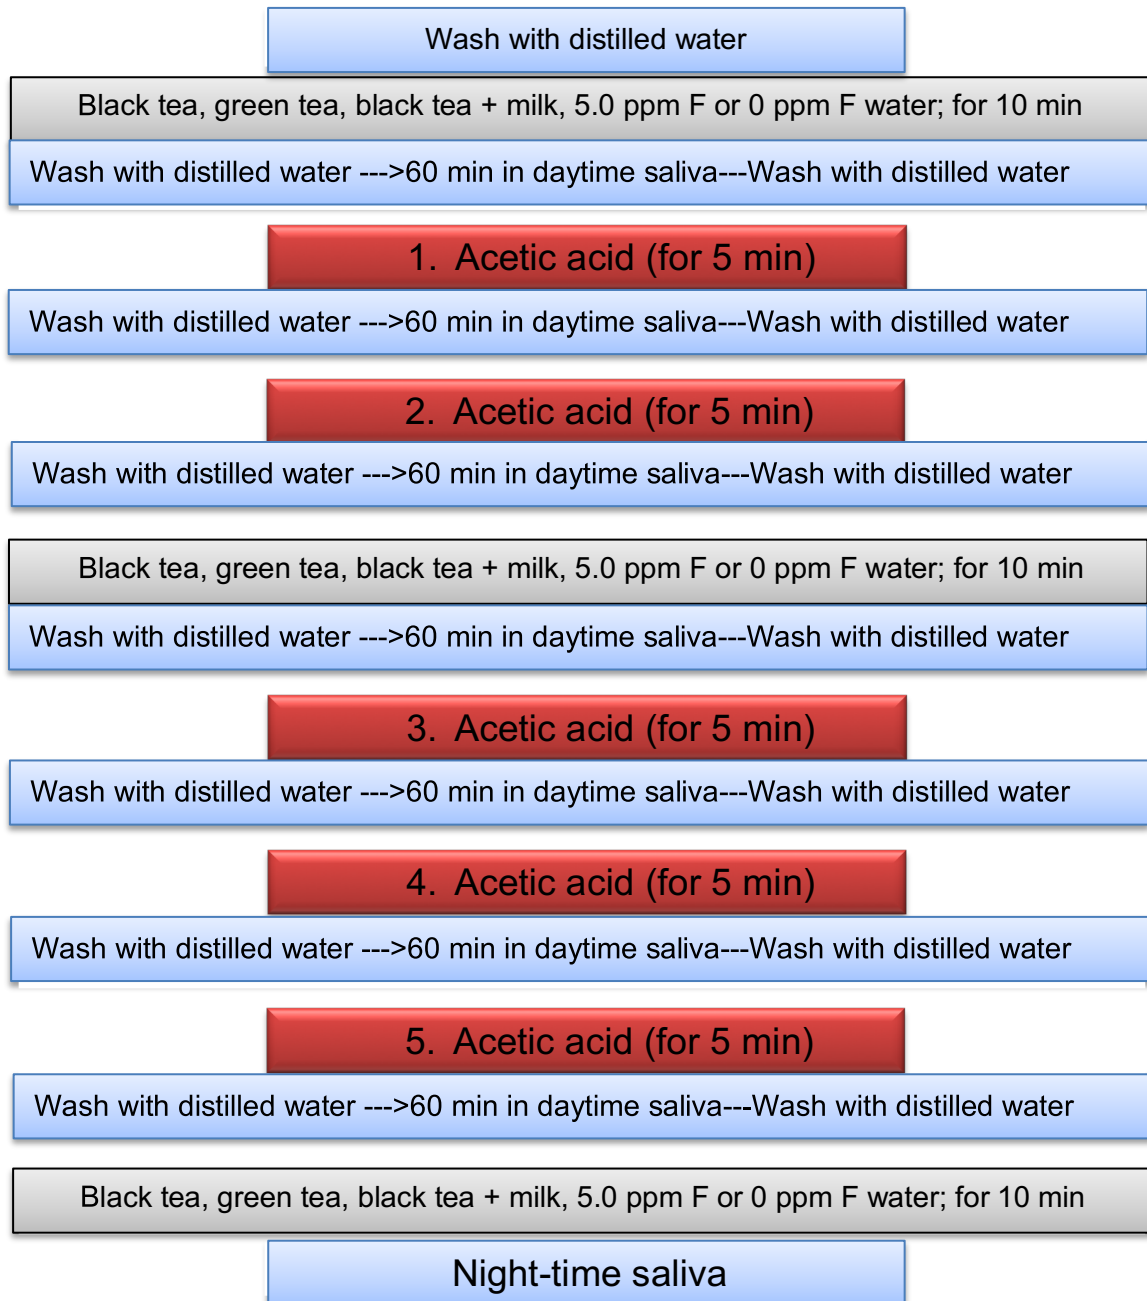 Wash with distilled water
Black tea, green tea, black tea + milk, 5.0 ppm F or 0 ppm F water; for 10 min
Wash with distilled water --->60 min in daytime saliva---Wash with distilled water
1. Acetic acid (for 5 min)
Wash with distilled water --->60 min in daytime saliva---Wash with distilled water
2. Acetic acid (for 5 min)
Wash with distilled water --->60 min in daytime saliva---Wash with distilled water
Black tea, green tea, black tea + milk, 5.0 ppm F or 0 ppm F water; for 10 min
Wash with distilled water --->60 min in daytime saliva---Wash with distilled water
3. Acetic acid (for 5 min)
Wash with distilled water --->60 min in daytime saliva---Wash with distilled water
4. Acetic acid (for 5 min)
Wash with distilled water --->60 min in daytime saliva---Wash with distilled water
5. Acetic acid (for 5 min)
Wash with distilled water --->60 min in daytime saliva---Wash with distilled water
Black tea, green tea, black tea + milk, 5.0 ppm F or 0 ppm F water; for 10 min
Night-time saliva